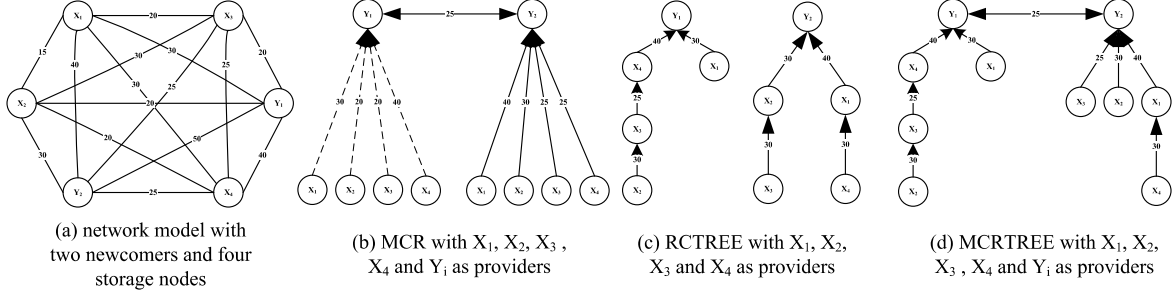 X1 20 X3
15 40 30 30 25 20
30 25
X2 20 Y1
20 50
30 40
Y2 25 X4
(a) network model with
two newcomers and four
storage nodes
Y1 25 Y2
30 20 20 40 40 30 25 25
X1 X2 X3 X4 X1 X2 X3 X4
(b) MCR with X1, X2, X3 ,
X4 and Yi as providers
Y1 Y2
40 30
X4 X1 30 40
25 X2 X1
X3
30 30 30
X2 X3 X4
(c) RCTREE with X1, X2,
X3 and X4 as providers
Y1 25 Y2
40 30
X4 X1 25 30 40
25 X3 X2 X1
X3
30 30
X2 X4
(d) MCRTREE with X1, X2,
X3 , X4 and Yi as providers